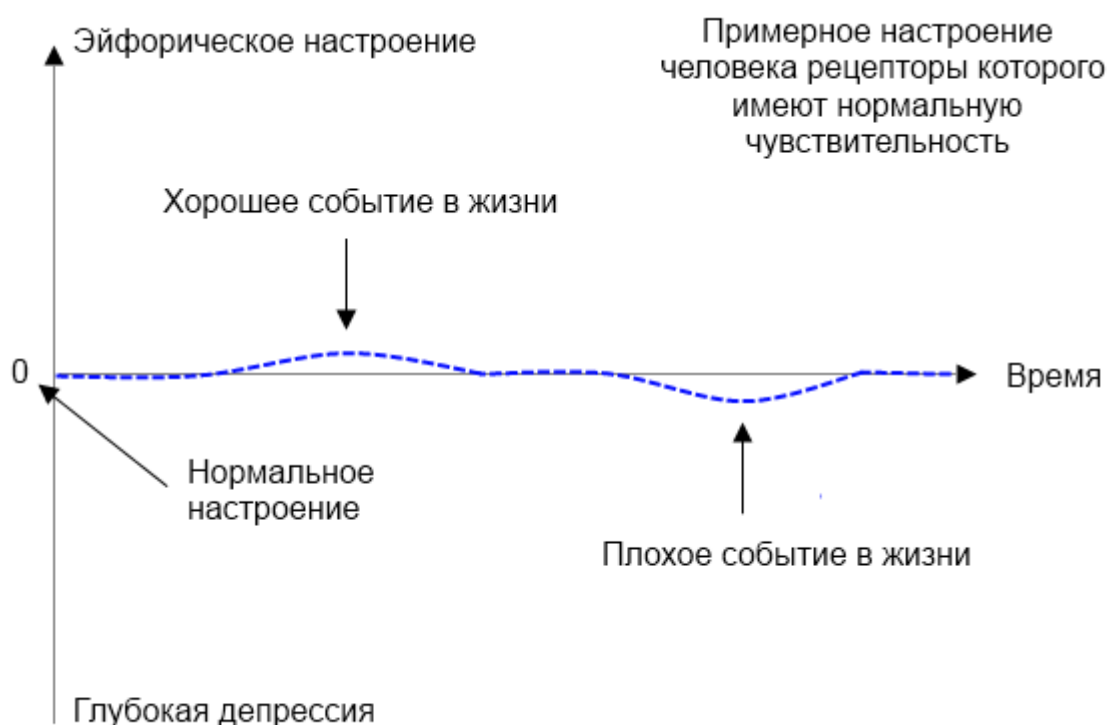 Эйфорическое настроение
Примерное настроение
человека рецепторы которого
имеют нормальную
чувствительность
Хорошее событие в жизни
0
Время
Нормальное
настроение
Плохое событие в жизни
Глубокая депрессия